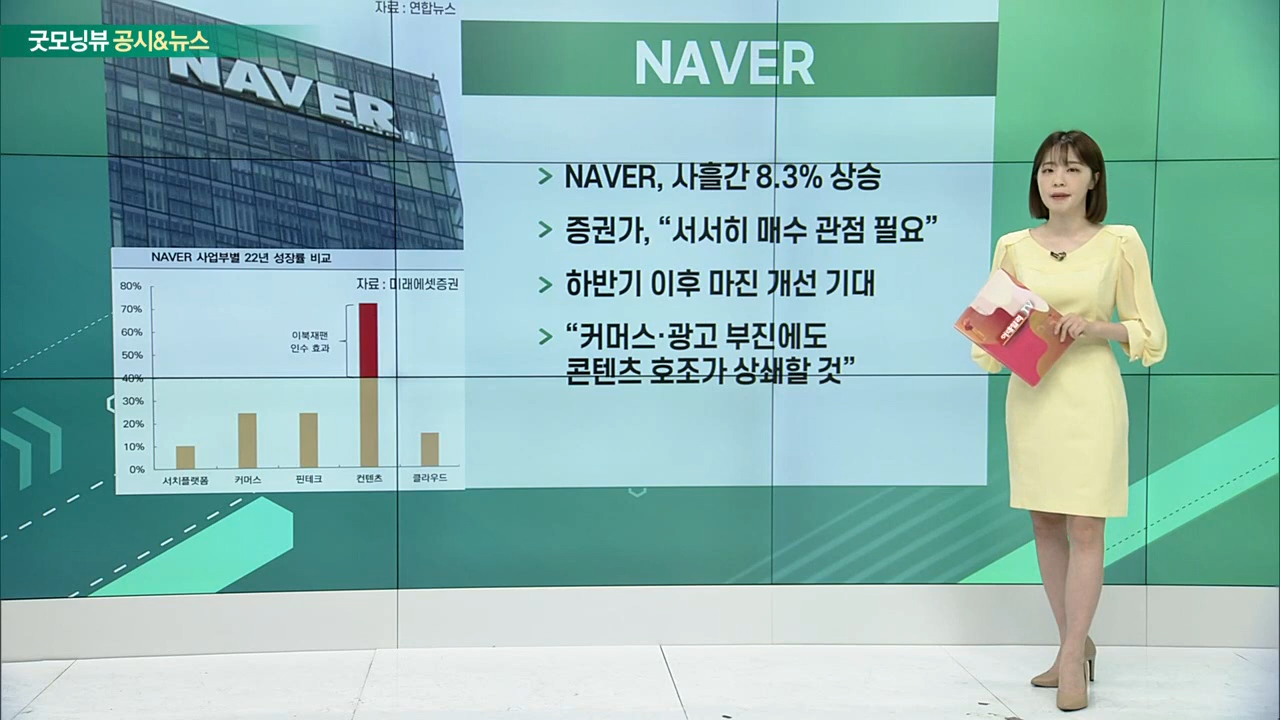 굿모닝뷰 공시&뉴스
자료 : 연합뉴스
NAVER
NAVER
> NAVER, 사흘간 8.3% 상승
> 증권가, “서서히 매수 관점 필요”
> 하반기 이후 마진 개선 기대
> “커머스·광고 부진에도
콘텐츠 호조가 상쇄할 것”
NAVER 사업부별 22년 성장률 비교
자료 : 미래에셋증권
80%
70%
60%
50%
40%
30%
20%
10%
0%
이북재팬
인수 효과
서치플랫폼 커머스 핀테크 컨텐츠 클라우드
이데일리 TV